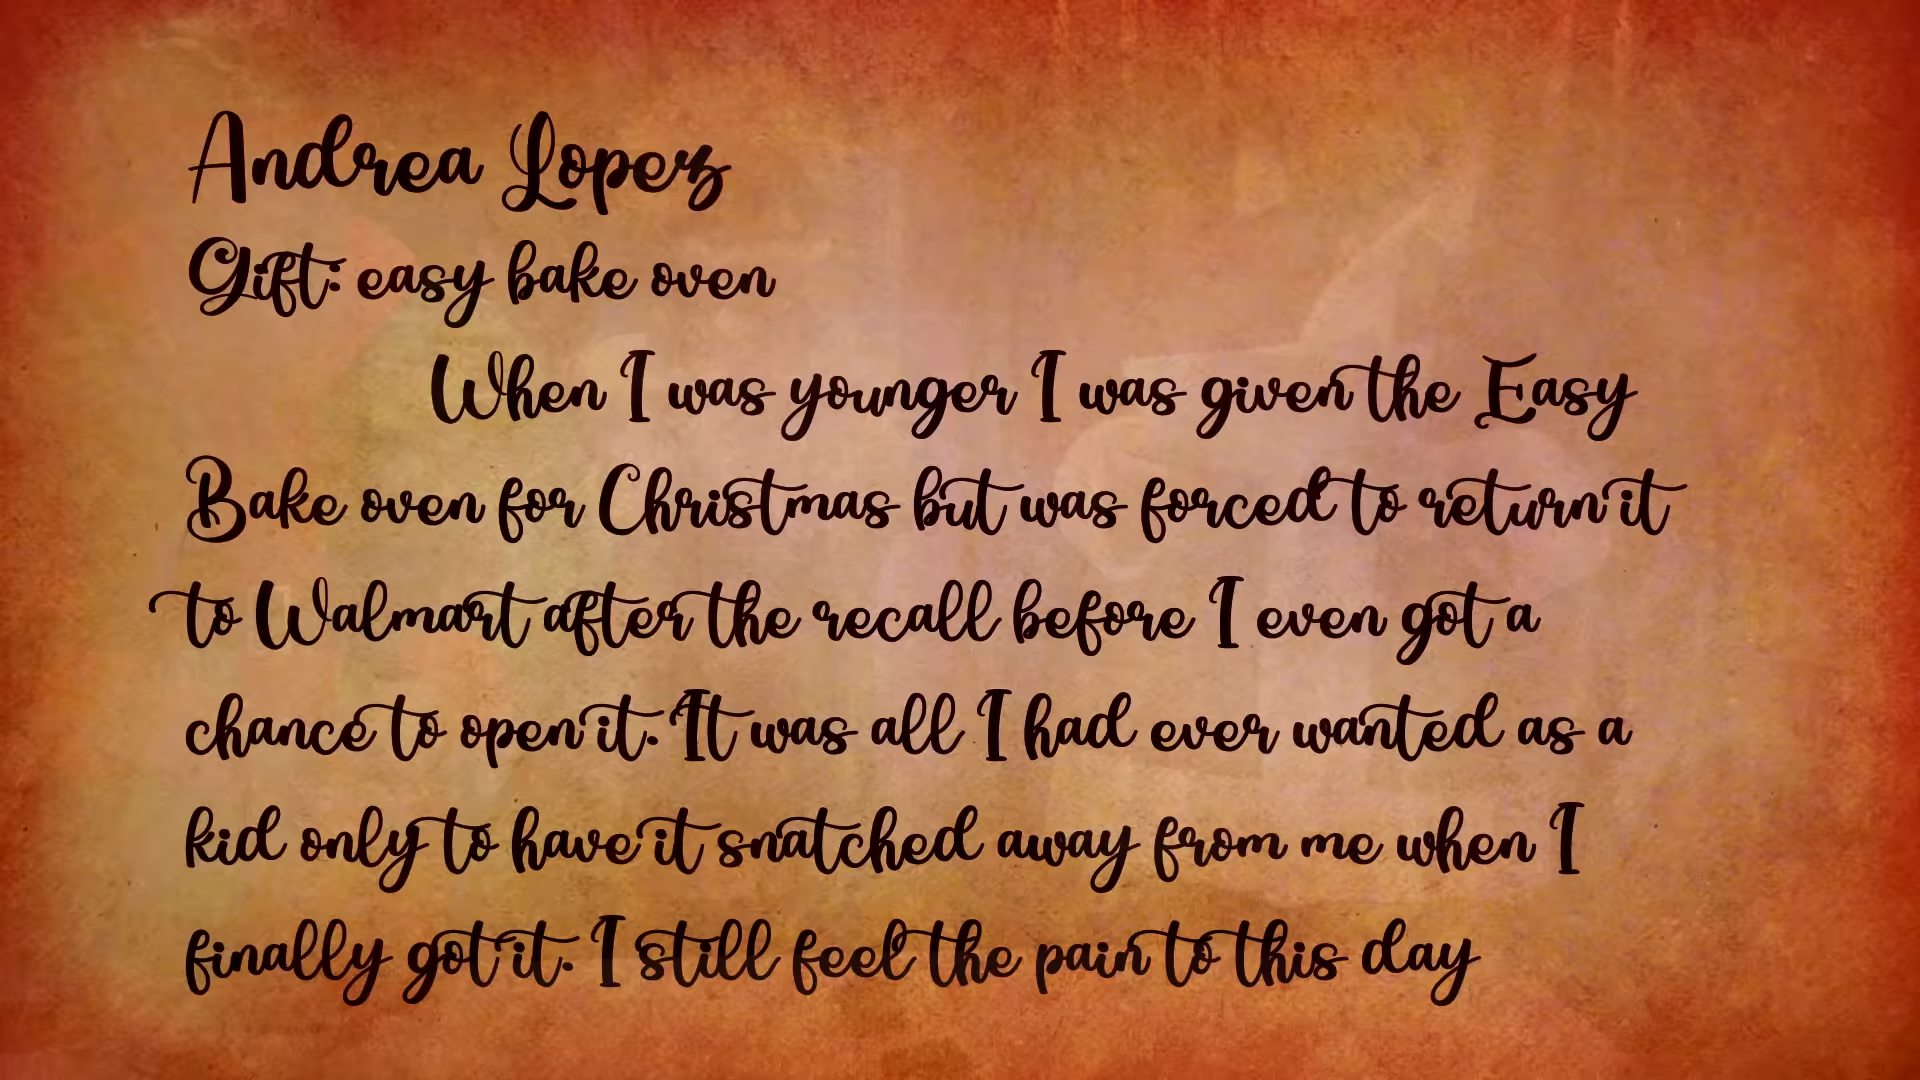 Andrea Lopez
Gift: easy bake oven
When I was younger I was given the Easy
Bake oven for Christmas but was forced to return it
to Walmart after the recall before I even got a
chance to open it. It was all I had ever wanted as a
kid only to have it snatched away from me when I
finally got it. I still feel the pain to this day